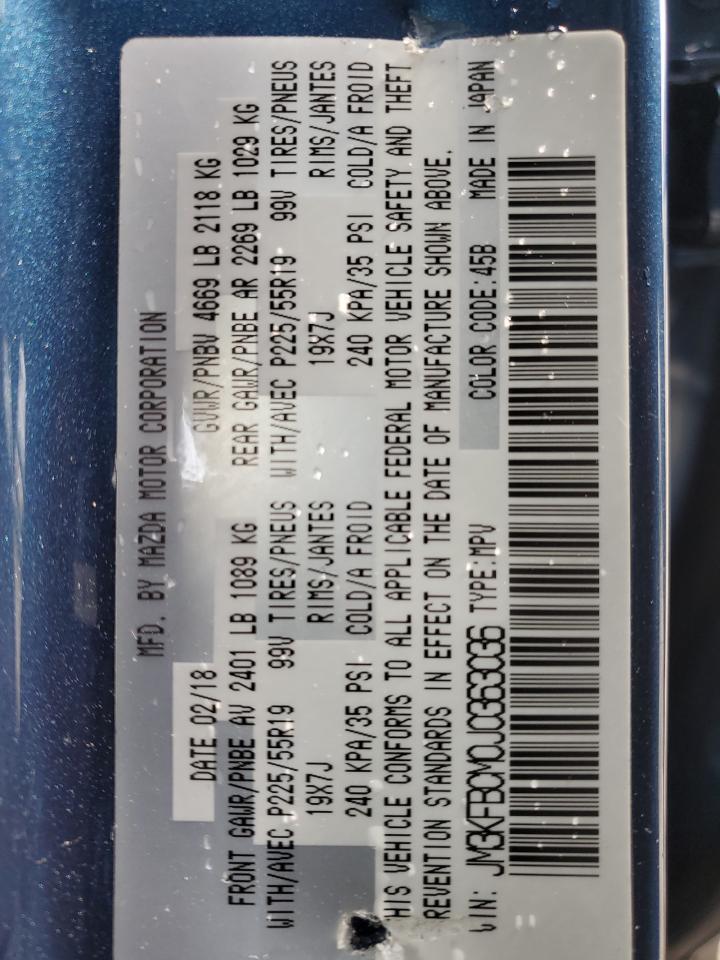 MFD. BY MAZDA MOTOR CORPORATION
DATE 02/18 GVWR/PNBV 4669 LB 2118 KG
FRONT GAWR/PNBE AV 2401 LB 1089 KG REAR GAWR/PNBE AR 2269 LB 1029 KG
WITH/AVEC P225/55R19 99V TIRES/PNEUS WITH/AVEC P225/55R19 99V TIRES/PNEUS
19X7J RIMS/JANTES 19X7J RIMS/JANTES
240 KPA/35 PSI COLD/A FROID 240 KPA/35 PSI COLD/A FROID
HIS VEHICLE CONFORMS TO ALL APPLICABLE FEDERAL MOTOR VEHICLE SAFETY AND THEFT
REVENTION STANDARDS IN EFFECT ON THE DATE OF MANUFACTURE SHOWN ABOVE.
VIN: JM3KFBCM0J0363036 TYPE:MPV COLOR CODE:45B MADE IN JAPAN